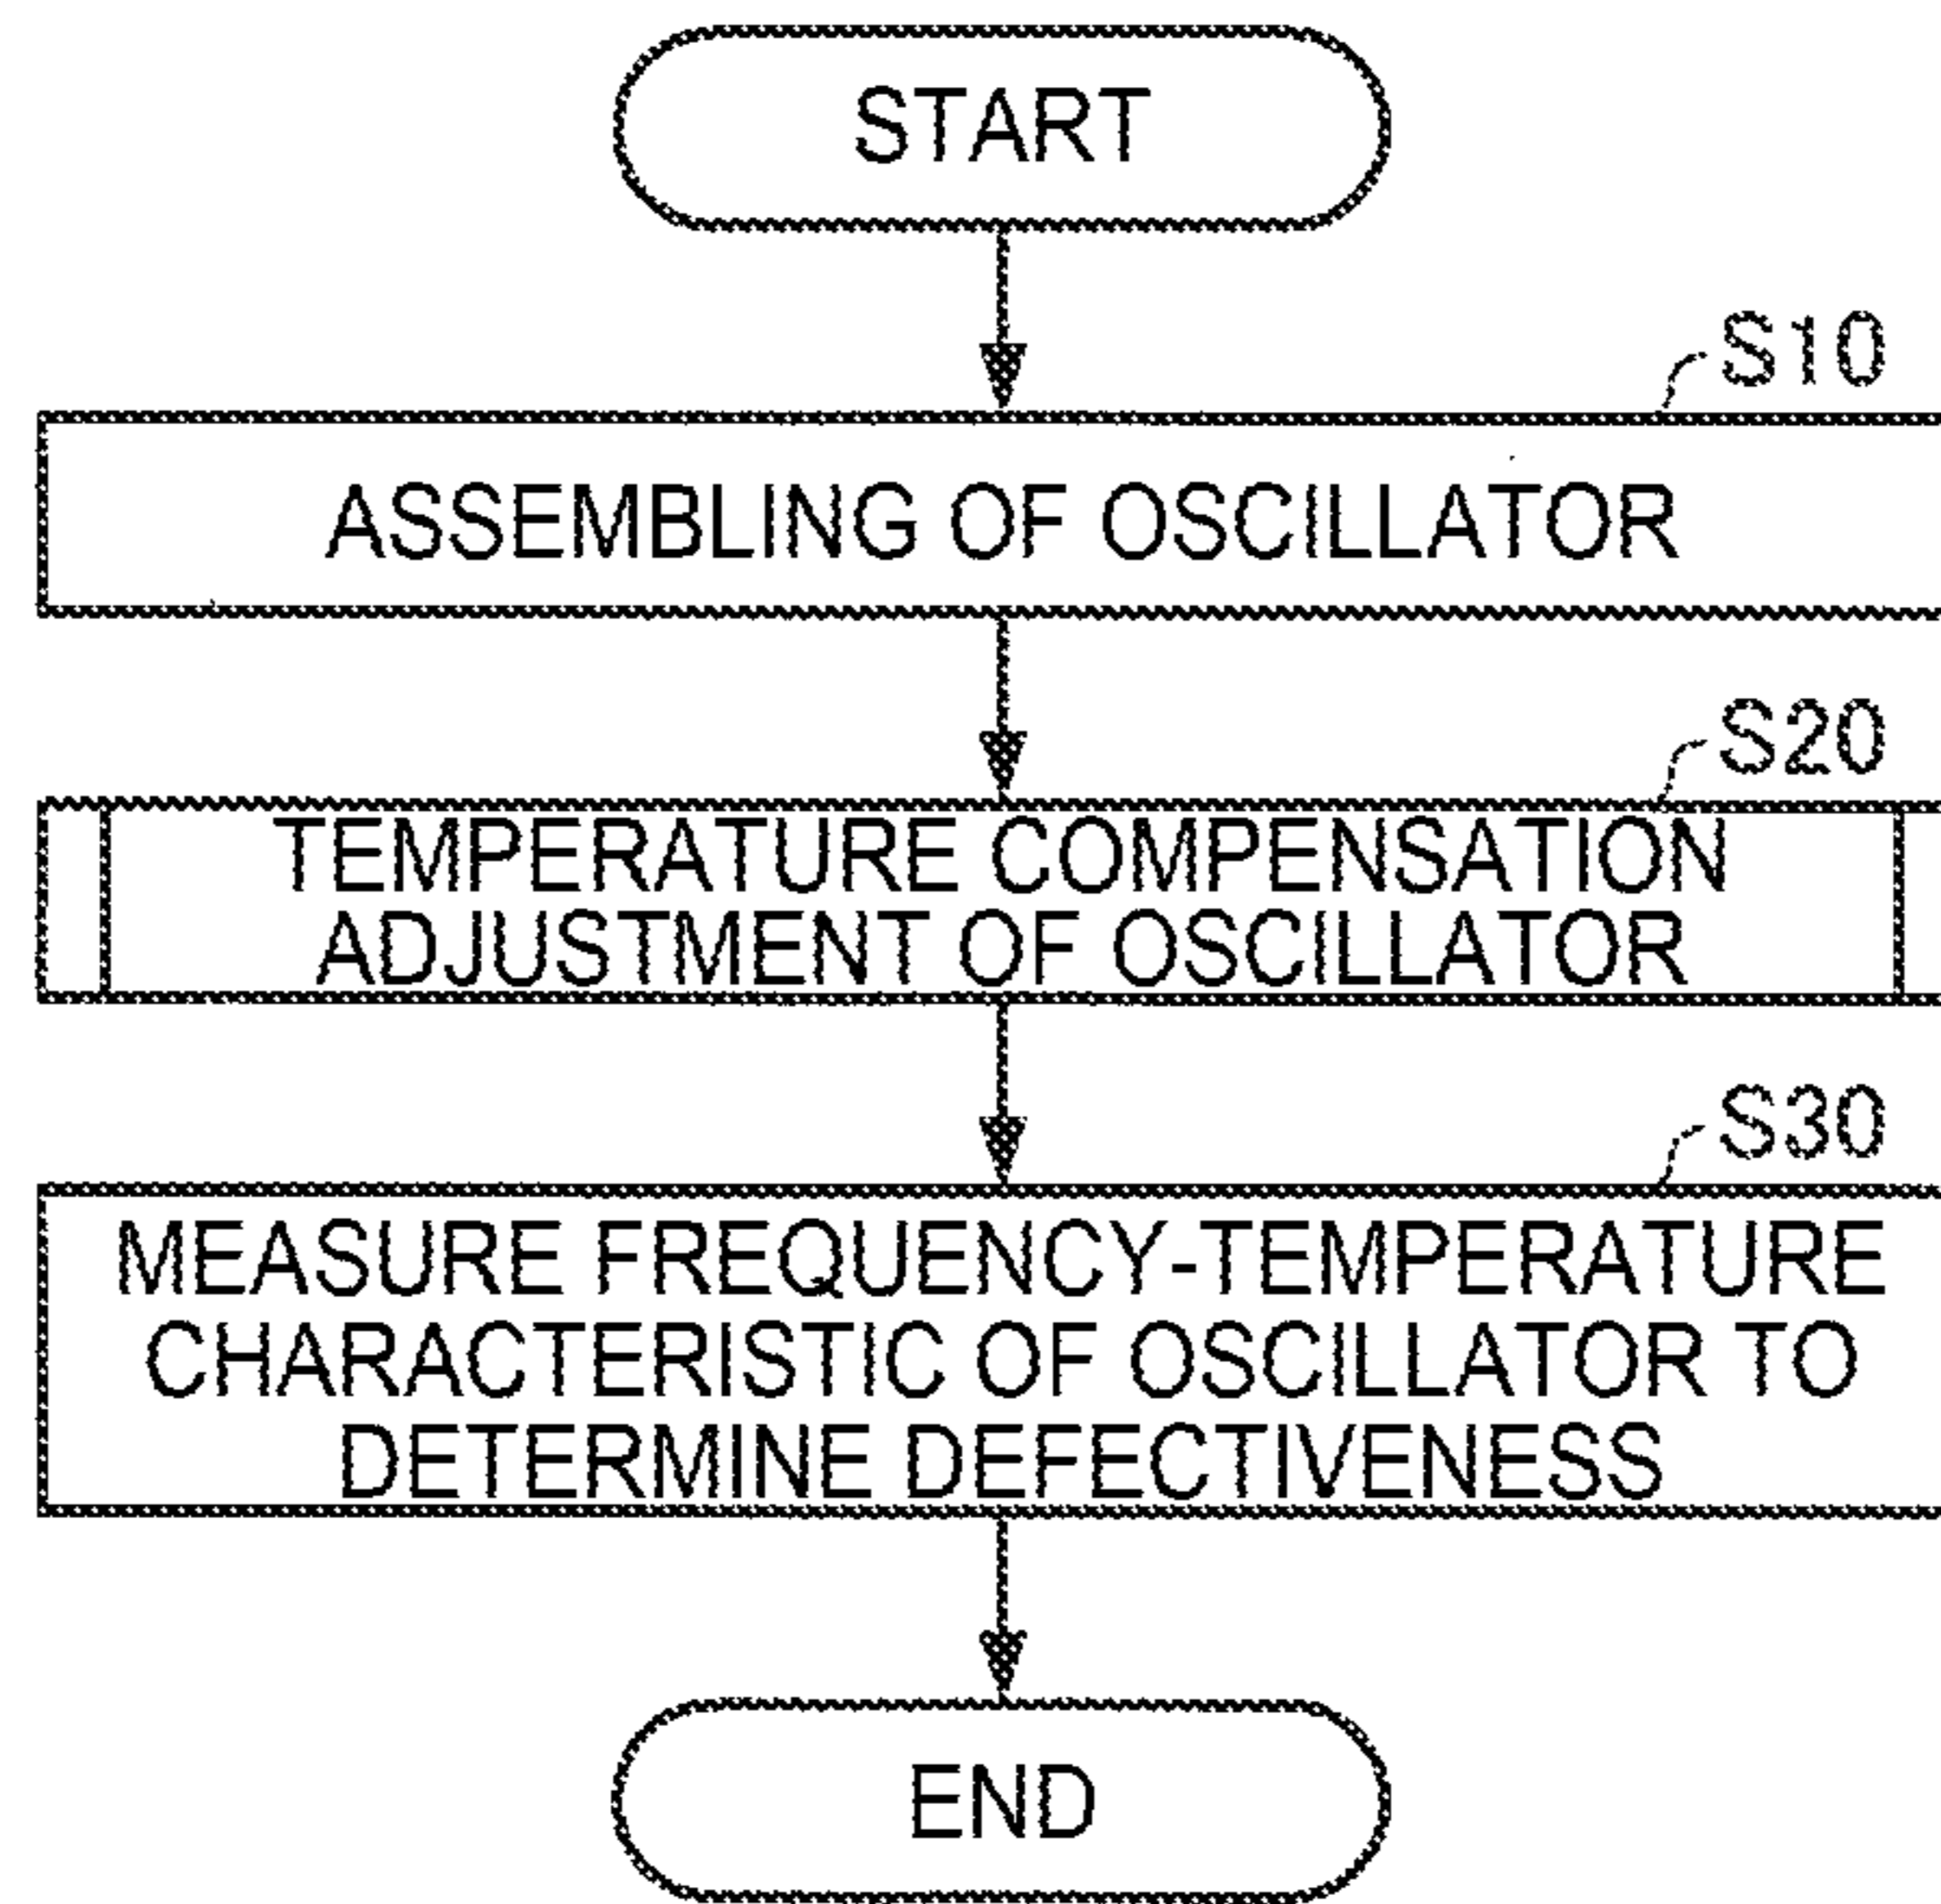 START
S10
ASSEMBLING OF OSCILLATOR
S20
TEMPERATURE COMPENSATION
ADJUSTMENT OF OSCILLATOR
S30
MEASURE FREQUENCY-TEMPERATURE
CHARACTERISTIC OF OSCILLATOR TO
DETERMINE DEFECTIVENESS
END